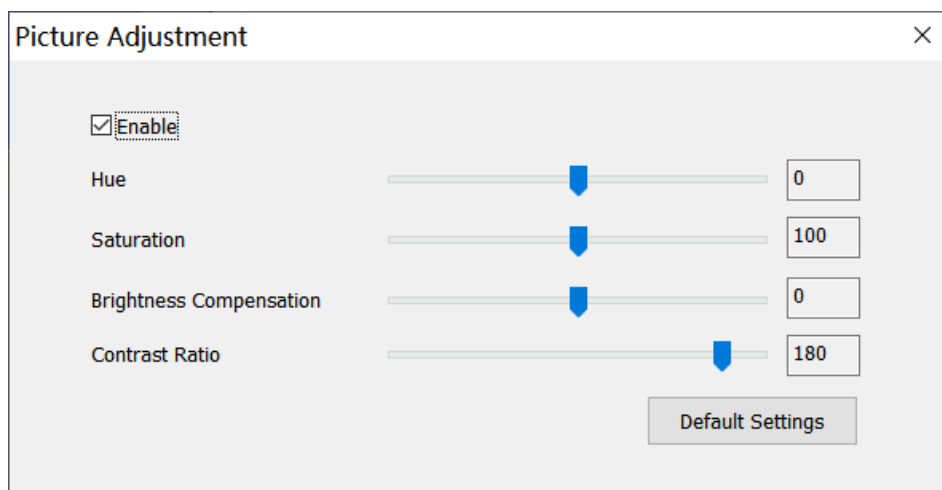 Picture Adjustment
Enable
Hue 0
Saturation 100
Brightness Compensation 0
Contrast Ratio 180
Default Settings